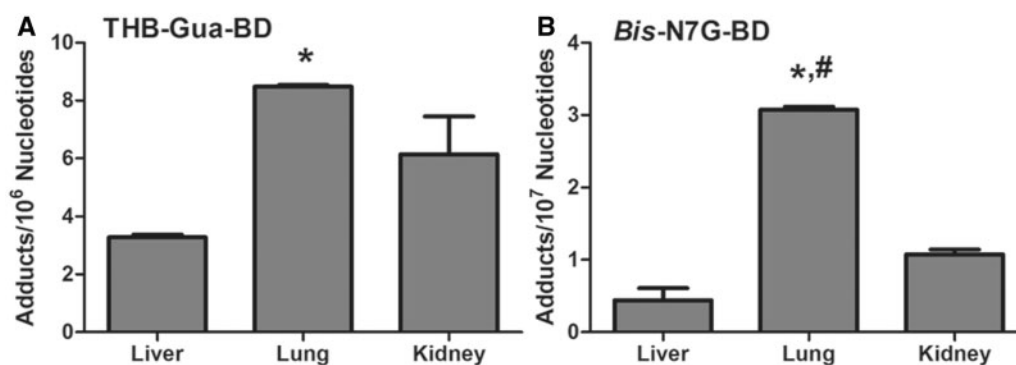 A THB-Gua-BD
Adducts/10⁶ Nucleotides
10
8
6
4
2
0
*
Liver Lung Kidney
B Bis-N7G-BD
Adducts/10⁷ Nucleotides
4
3
2
1
0
*,#
Liver Lung Kidney